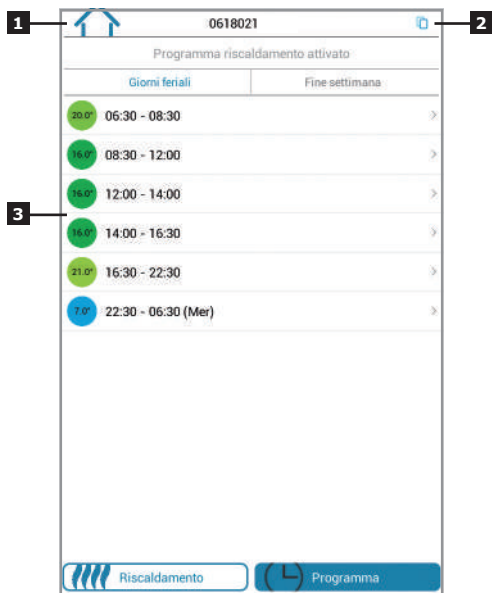 1
0618021
2
Programma riscaldamento attivato
Giorni feriali
Fine settimana
20.0°
06:30 - 08:30
16.0°
08:30 - 12:00
3
16.0°
12:00 - 14:00
16.0°
14:00 - 16:30
21.0°
16:30 - 22:30
7.0°
22:30 - 06:30 (Mer)
Riscaldamento
Programma